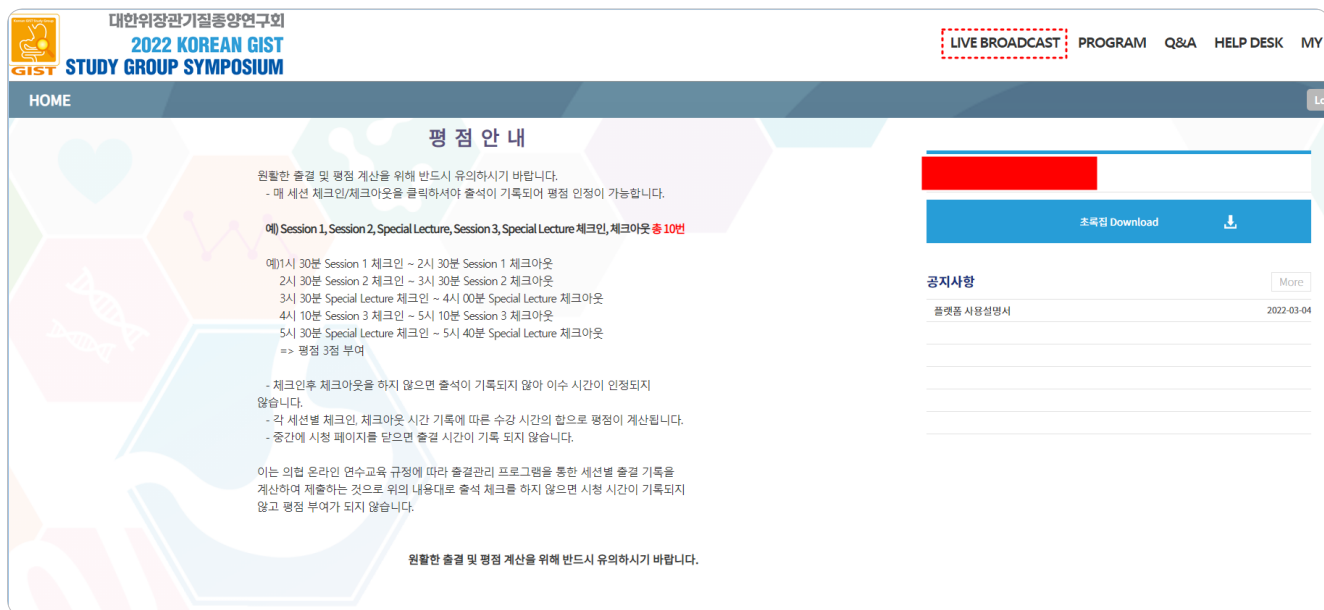 대한위장관기질종양연구회
2022 KOREAN GIST
STUDY GROUP SYMPOSIUM
GIST
LIVE BROADCAST PROGRAM Q&A HELP DESK MY
HOME
평 점 안 내
원활한 출결 및 평점 계산을 위해 반드시 유의하시기 바랍니다.
- 매 세션 체크인/체크아웃을 클릭하셔야 출석이 기록되어 평점 인정이 가능합니다.
예) Session 1, Session 2, Special Lecture, Session 3, Special Lecture 체크인, 체크아웃 총 10번
예)1시 30분 Session 1 체크인 ~ 2시 30분 Session 1 체크아웃
2시 30분 Session 2 체크인 ~ 3시 30분 Session 2 체크아웃
3시 30분 Special Lecture 체크인 ~ 4시 00분 Special Lecture 체크아웃
4시 10분 Session 3 체크인 ~ 5시 10분 Session 3 체크아웃
5시 30분 Special Lecture 체크인 ~ 5시 40분 Special Lecture 체크아웃
=> 평점 3점 부여
- 체크인후 체크아웃을 하지 않으면 출석이 기록되지 않아 이수 시간이 인정되지
않습니다.
- 각 세션별 체크인, 체크아웃 시간 기록에 따른 수강 시간의 합으로 평점이 계산됩니다.
- 중간에 시청 페이지를 닫으면 출결 시간이 기록 되지 않습니다.
이는 의협 온라인 연수교육 규정에 따라 출결관리 프로그램을 통한 세션별 출결 기록을
계산하여 제출하는 것으로 위의 내용대로 출석 체크를 하지 않으면 시청 시간이 기록되지
않고 평점 부여가 되지 않습니다.
원활한 출결 및 평점 계산을 위해 반드시 유의하시기 바랍니다.
초록집 Download
공지사항
More
플랫폼 사용설명서 2022-03-04